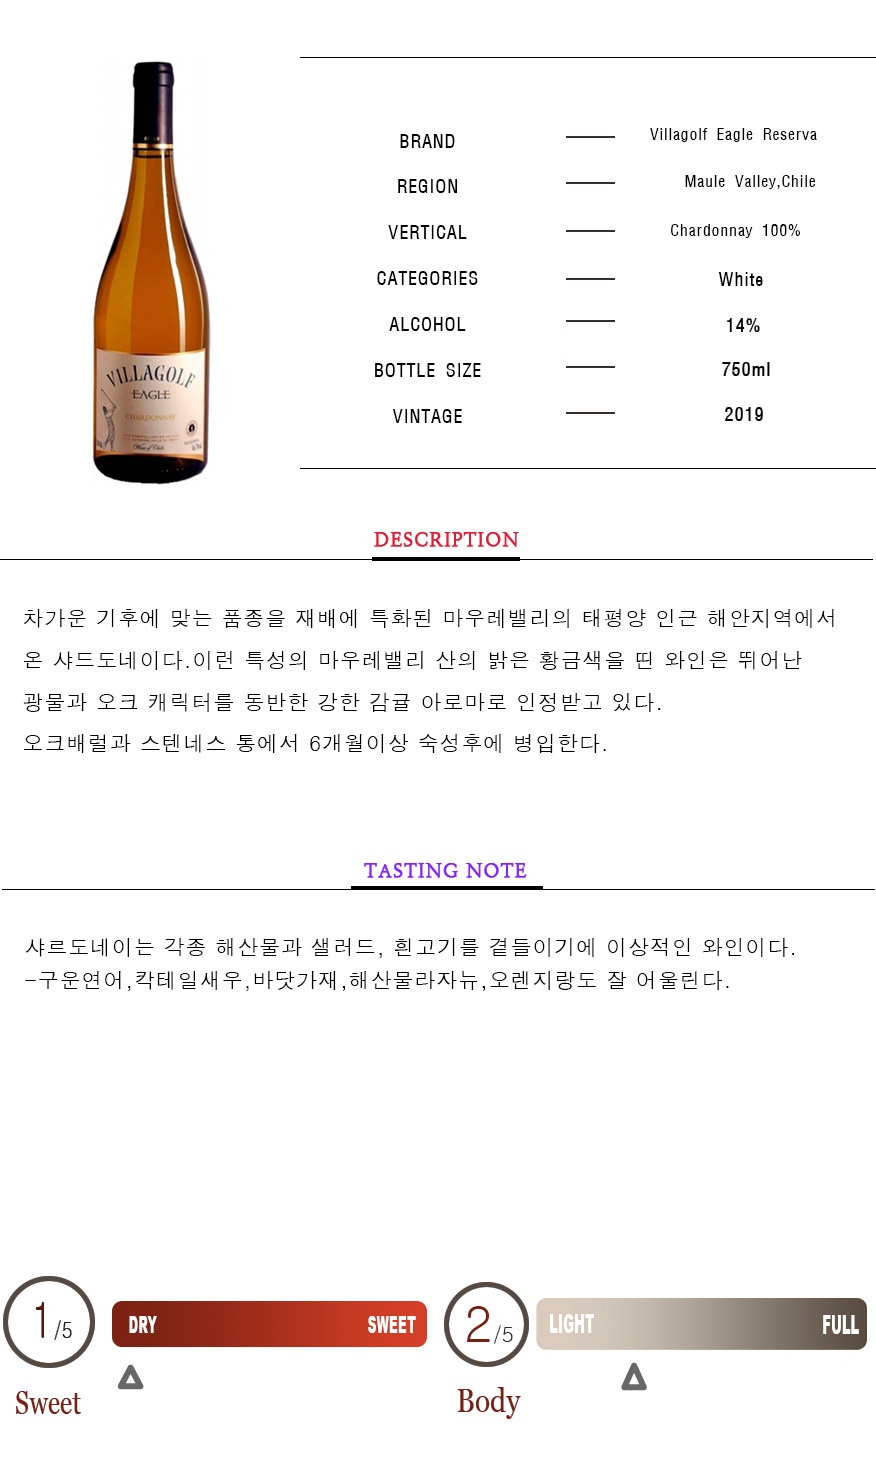 BRAND Villagolf Eagle Reserva
REGION Maule Valley,Chile
VERTICAL Chardonnay 100%
CATEGORIES White
ALCOHOL 14%
BOTTLE SIZE 750ml
VINTAGE 2019
VILLAGOLF
EAGLE
CHARDONNAY
Wine of Chile
DESCRIPTION
차가운 기후에 맞는 품종을 재배에 특화된 마우레밸리의 태평양 인근 해안지역에서
온 샤드도네이다.이런 특성의 마우레밸리 산의 밝은 황금색을 띤 와인은 뛰어난
광물과 오크 캐릭터를 동반한 강한 감귤 아로마로 인정받고 있다.
오크배럴과 스텐네스 통에서 6개월이상 숙성후에 병입한다.
TASTING NOTE
샤르도네이는 각종 해산물과 샐러드, 흰고기를 곁들이기에 이상적인 와인이다.
-구운연어,칵테일새우,바닷가재,해산물라자뉴,오렌지랑도 잘 어울린다.
1/5 DRY SWEET
Sweet
2/5 LIGHT FULL
Body